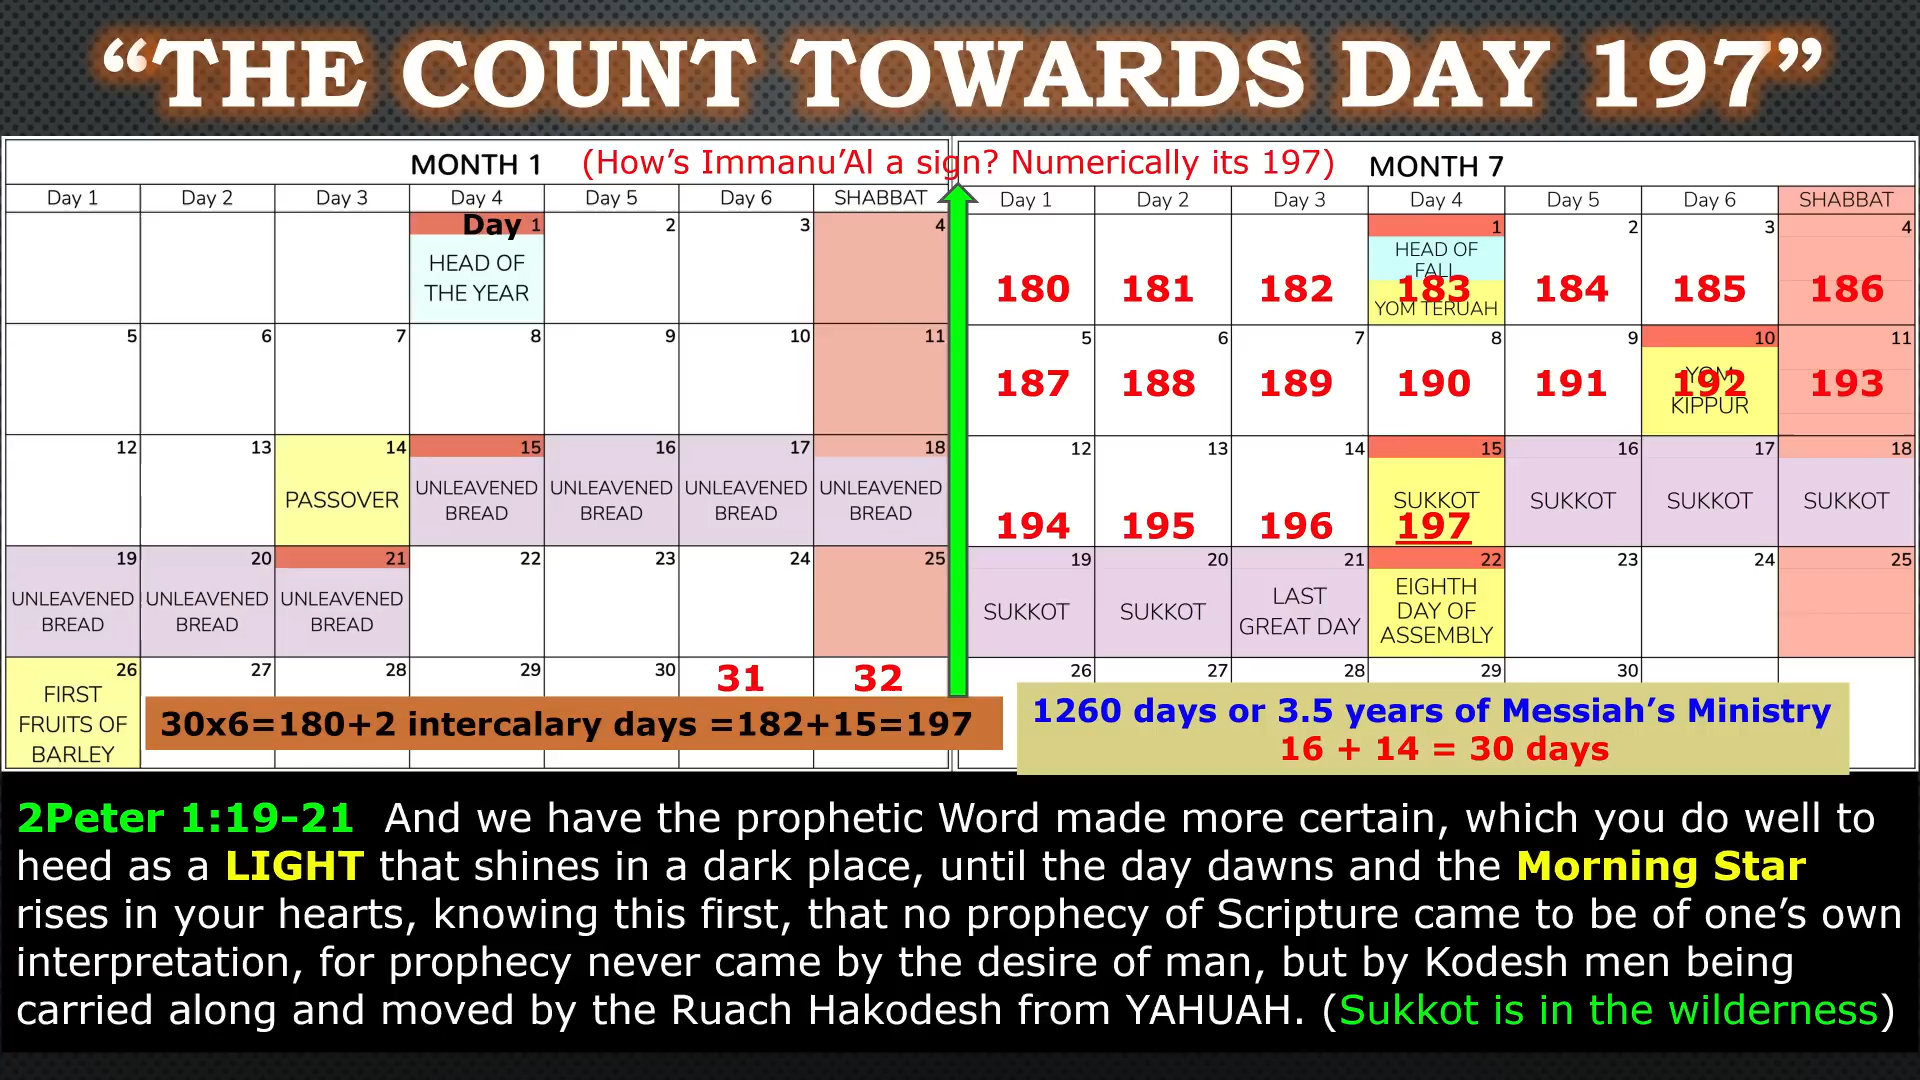 “THE COUNT TOWARDS DAY 197”
MONTH 1 (How’s Immanu’Al a sign? Numerically its 197) MONTH 7
Day 1 Day 2 Day 3 Day 4 Day 5 Day 6 SHABBAT
Day 1 2 3 4
HEAD OF
THE YEAR
5 6 7 8 9 10 11
12 13 14 15 16 17 18
PASSOVER
UNLEAVENED UNLEAVENED UNLEAVENED UNLEAVENED
BREAD BREAD BREAD BREAD
19 20 21 22 23 24 25
UNLEAVENED UNLEAVENED UNLEAVENED
BREAD BREAD BREAD
26 27 28 29 30 31 32
FIRST
FRUITS OF
BARLEY
30x6=180+2 intercalary days =182+15=197
Day 1 Day 2 Day 3 Day 4 Day 5 Day 6 SHABBAT
1 2 3 4
HEAD OF
FALL
180 181 182 183 184 185 186
YOM TERUAH
5 6 7 8 9 10 11
YOM
187 188 189 190 191 192 193
KIPPUR
12 13 14 15 16 17 18
SUKKOT SUKKOT SUKKOT SUKKOT
194 195 196 197
19 20 21 22 23 24 25
SUKKOT SUKKOT
LAST
GREAT DAY
EIGHTH
DAY OF
ASSEMBLY
26 27 28 29 30
1260 days or 3.5 years of Messiah’s Ministry
16 + 14 = 30 days
2Peter 1:19-21 And we have the prophetic Word made more certain, which you do well to
heed as a LIGHT that shines in a dark place, until the day dawns and the Morning Star
rises in your hearts, knowing this first, that no prophecy of Scripture came to be of one’s own
interpretation, for prophecy never came by the desire of man, but by Kodesh men being
carried along and moved by the Ruach Hakodesh from YAHUAH. (Sukkot is in the wilderness)